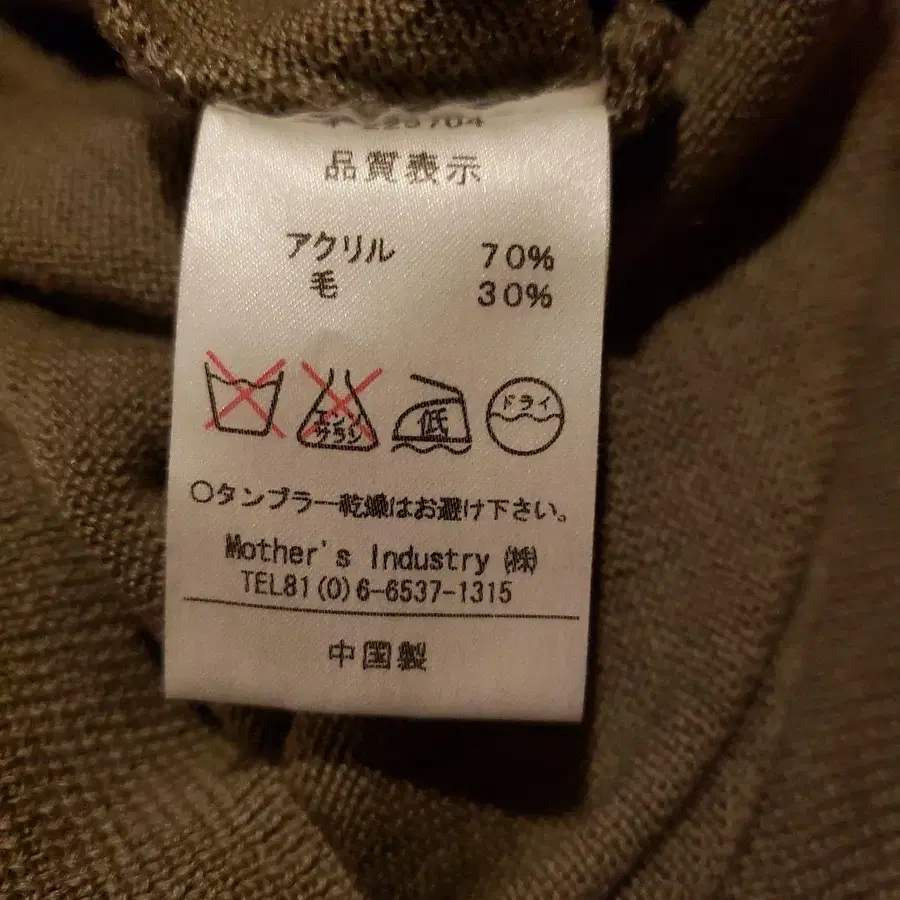 品質表示
アクリル 70%
毛 30%
エンソサラシ 低 ドライ
○タンブラー乾燥はお避け下さい。
Mother's Industry ㈱
TEL81(0)6-6537-1315
中国製